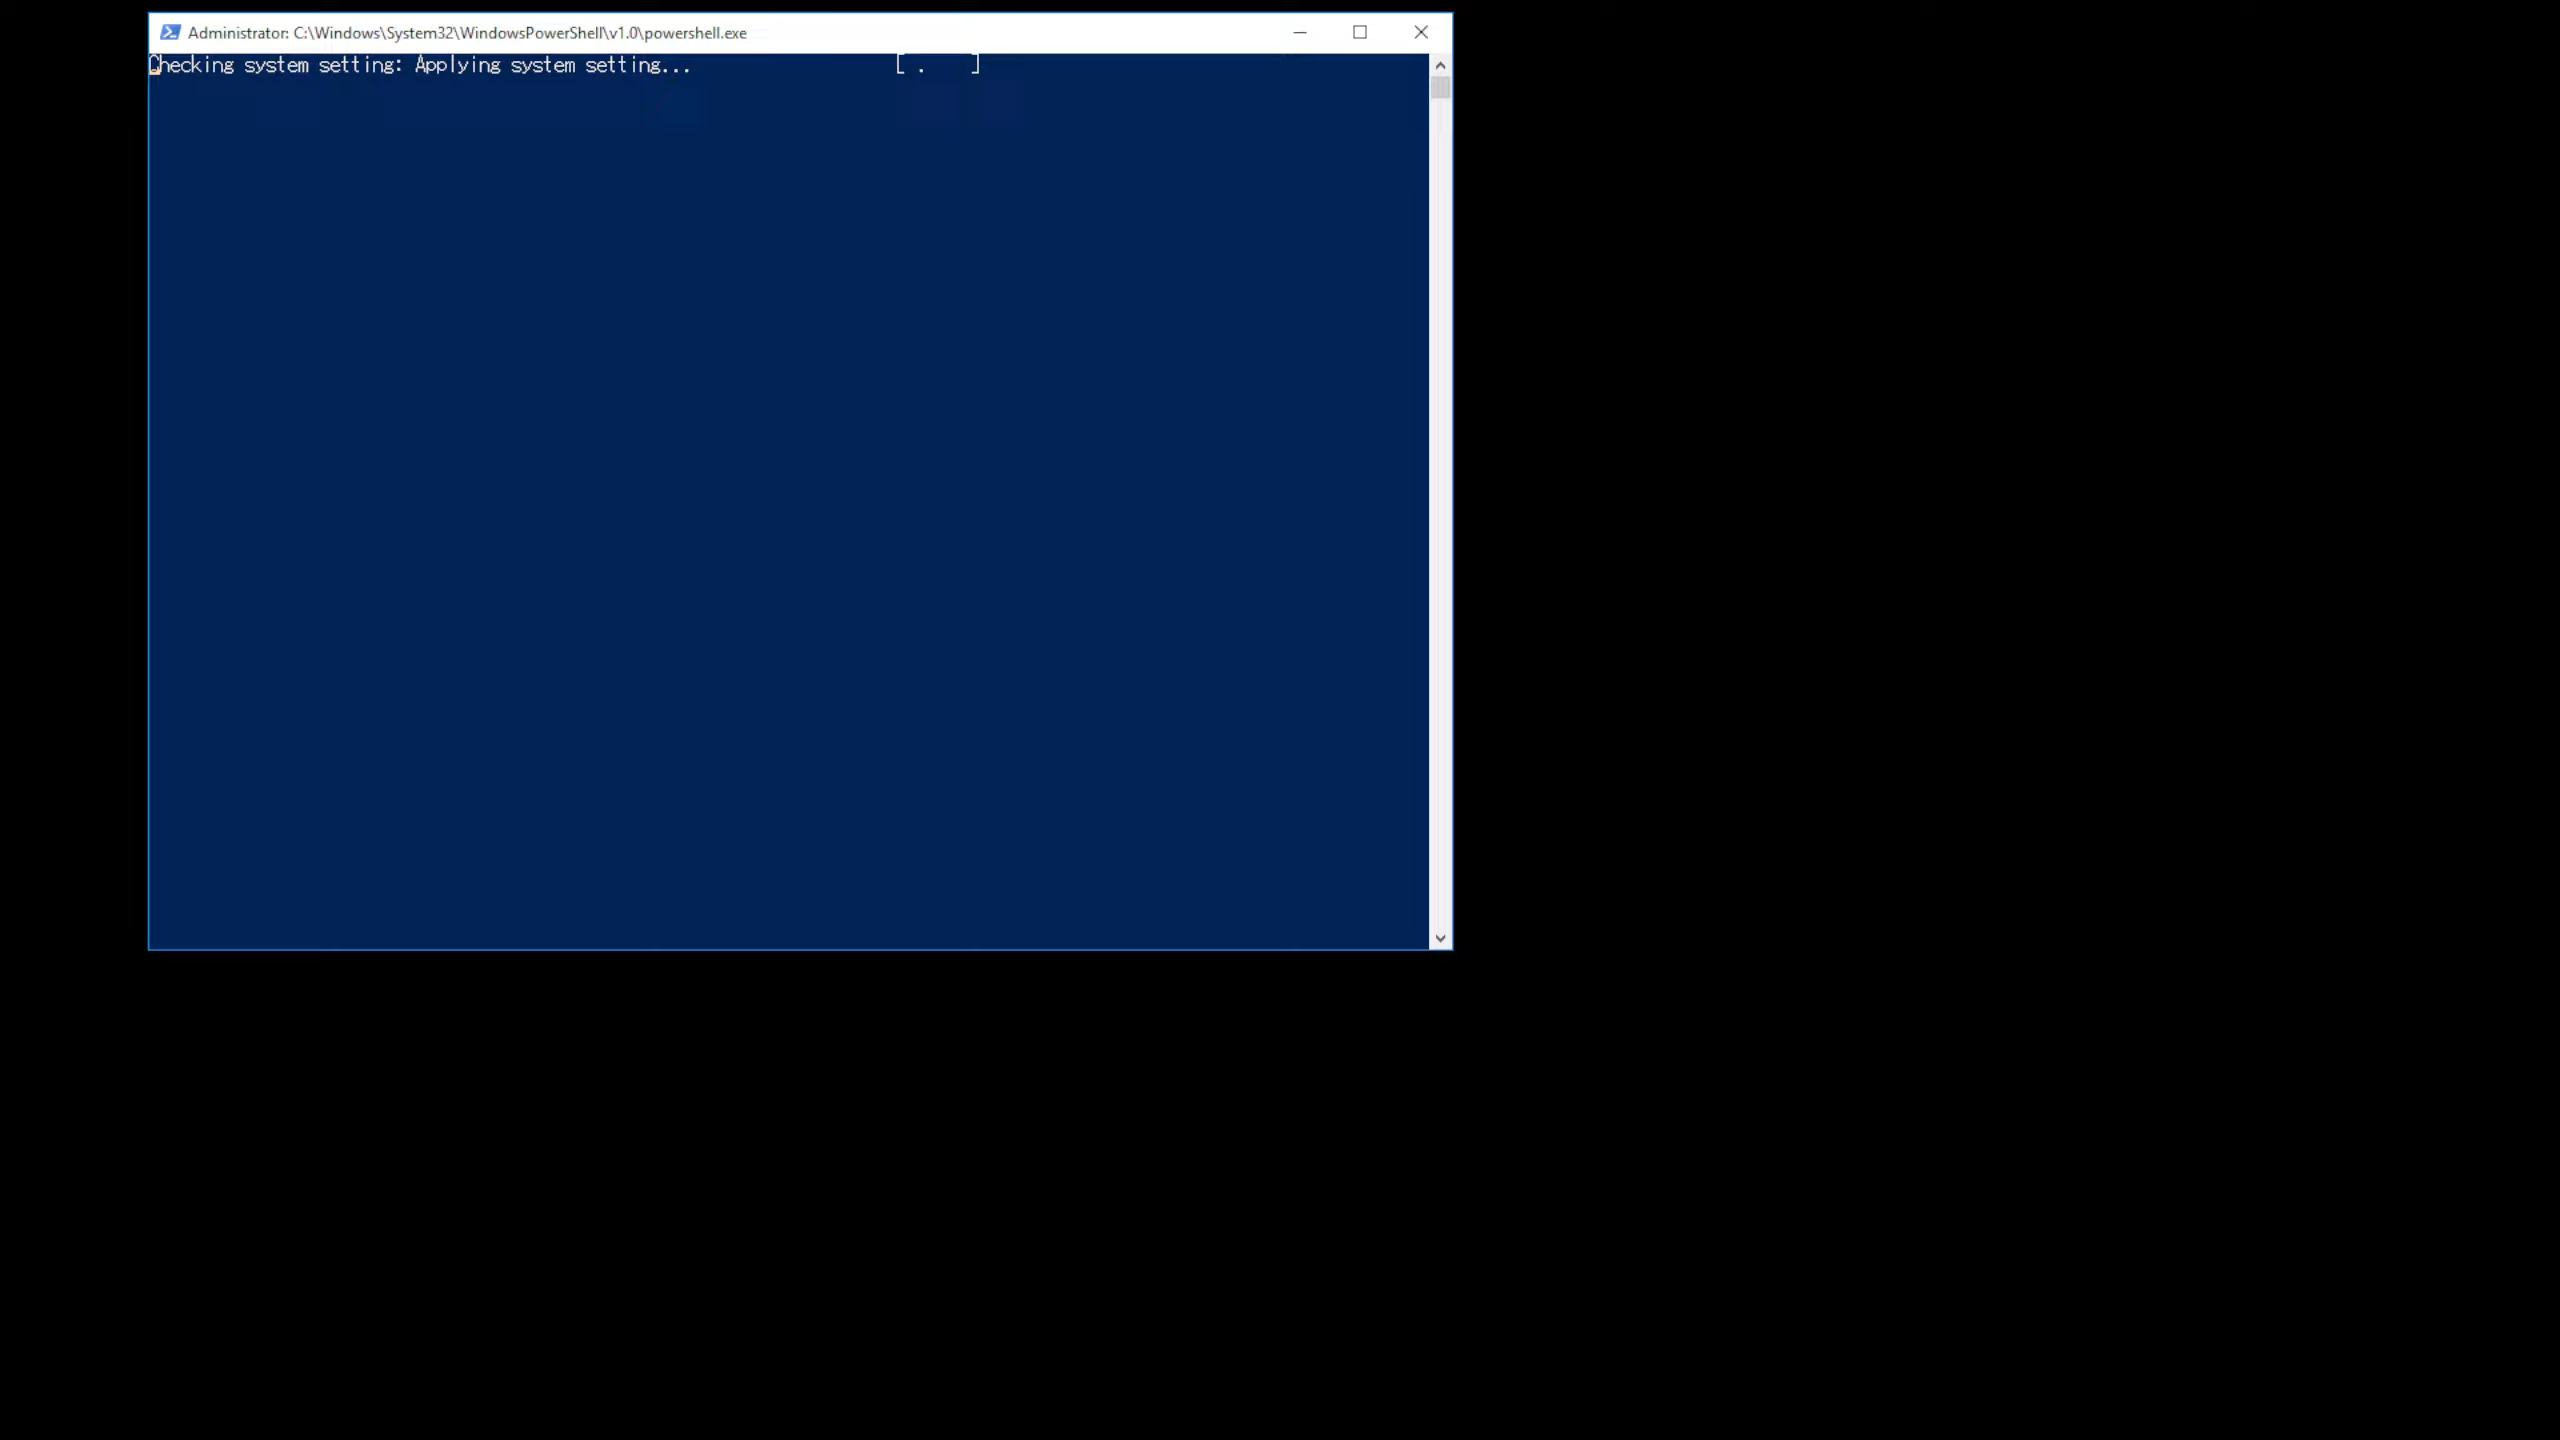 Administrator: C:\Windows\System32\WindowsPowerShell\v1.0\powershell.exe
Checking system setting: Applying system setting... [ .    ]